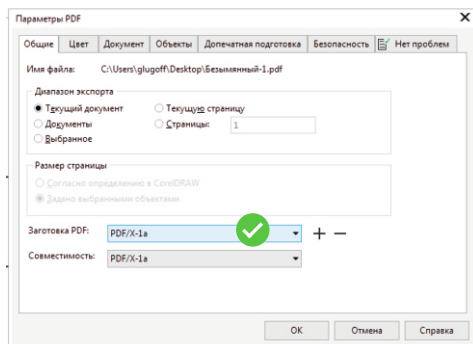 Параметры PDF
Общие Цвет Документ Объекты Допечатная подготовка Безопасность Нет проблем
Имя файла: C:\Users\glugoff\Desktop\Безымянный-1.pdf
Диапазон экспорта
Текущий документ Текущую страницу
Документы Страницы: 1
Выбранное
Размер страницы
Согласно определению в CorelDRAW
Задано выбранными объектами
Заготовка PDF: PDF/X-1a
Совместимость: PDF/X-1a
OK Отмена Справка